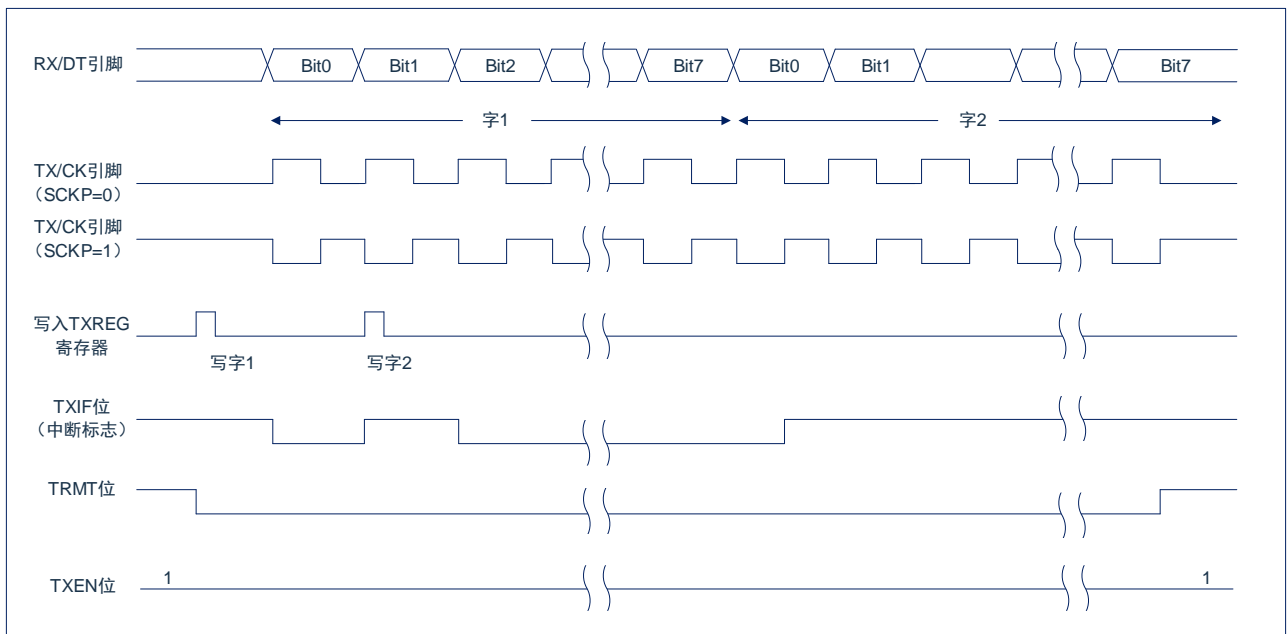 RX/DT引脚
Bit0 Bit1 Bit2 Bit7 Bit0 Bit1 Bit7
字1 字2
TX/CK引脚
（SCKP=0）
TX/CK引脚
（SCKP=1）
写入TXREG
寄存器
写字1 写字2
TXIF位
（中断标志）
TRMT位
TXEN位 1 1